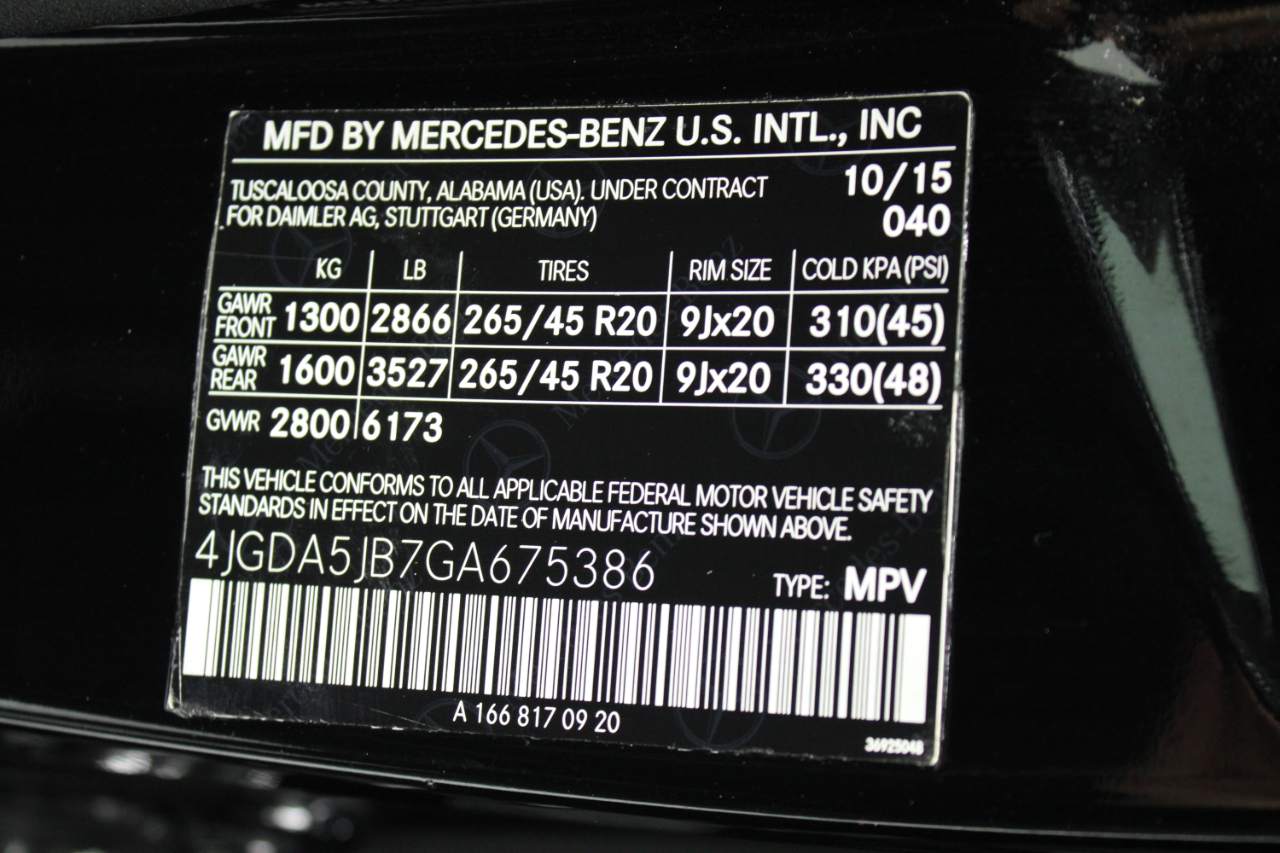 MFD BY MERCEDES-BENZ U.S. INTL., INC
TUSCALOOSA COUNTY, ALABAMA (USA). UNDER CONTRACT 10/15
FOR DAIMLER AG, STUTTGART (GERMANY) 040
KG LB TIRES RIM SIZE COLD KPA (PSI)
GAWR FRONT 1300 2866 265/45 R20 9Jx20 310(45)
GAWR REAR 1600 3527 265/45 R20 9Jx20 330(48)
GVWR 2800 6173
THIS VEHICLE CONFORMS TO ALL APPLICABLE FEDERAL MOTOR VEHICLE SAFETY
STANDARDS IN EFFECT ON THE DATE OF MANUFACTURE SHOWN ABOVE.
4JGDA5JB7GA675386 TYPE: MPV
A 166 817 09 20
36925048